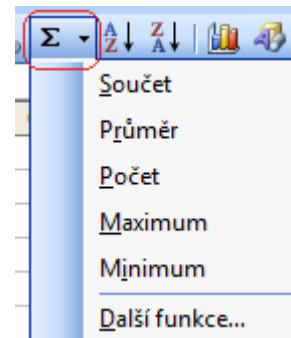 Σ
Součet
Průměr
Počet
Maximum
Minimum
Další funkce...